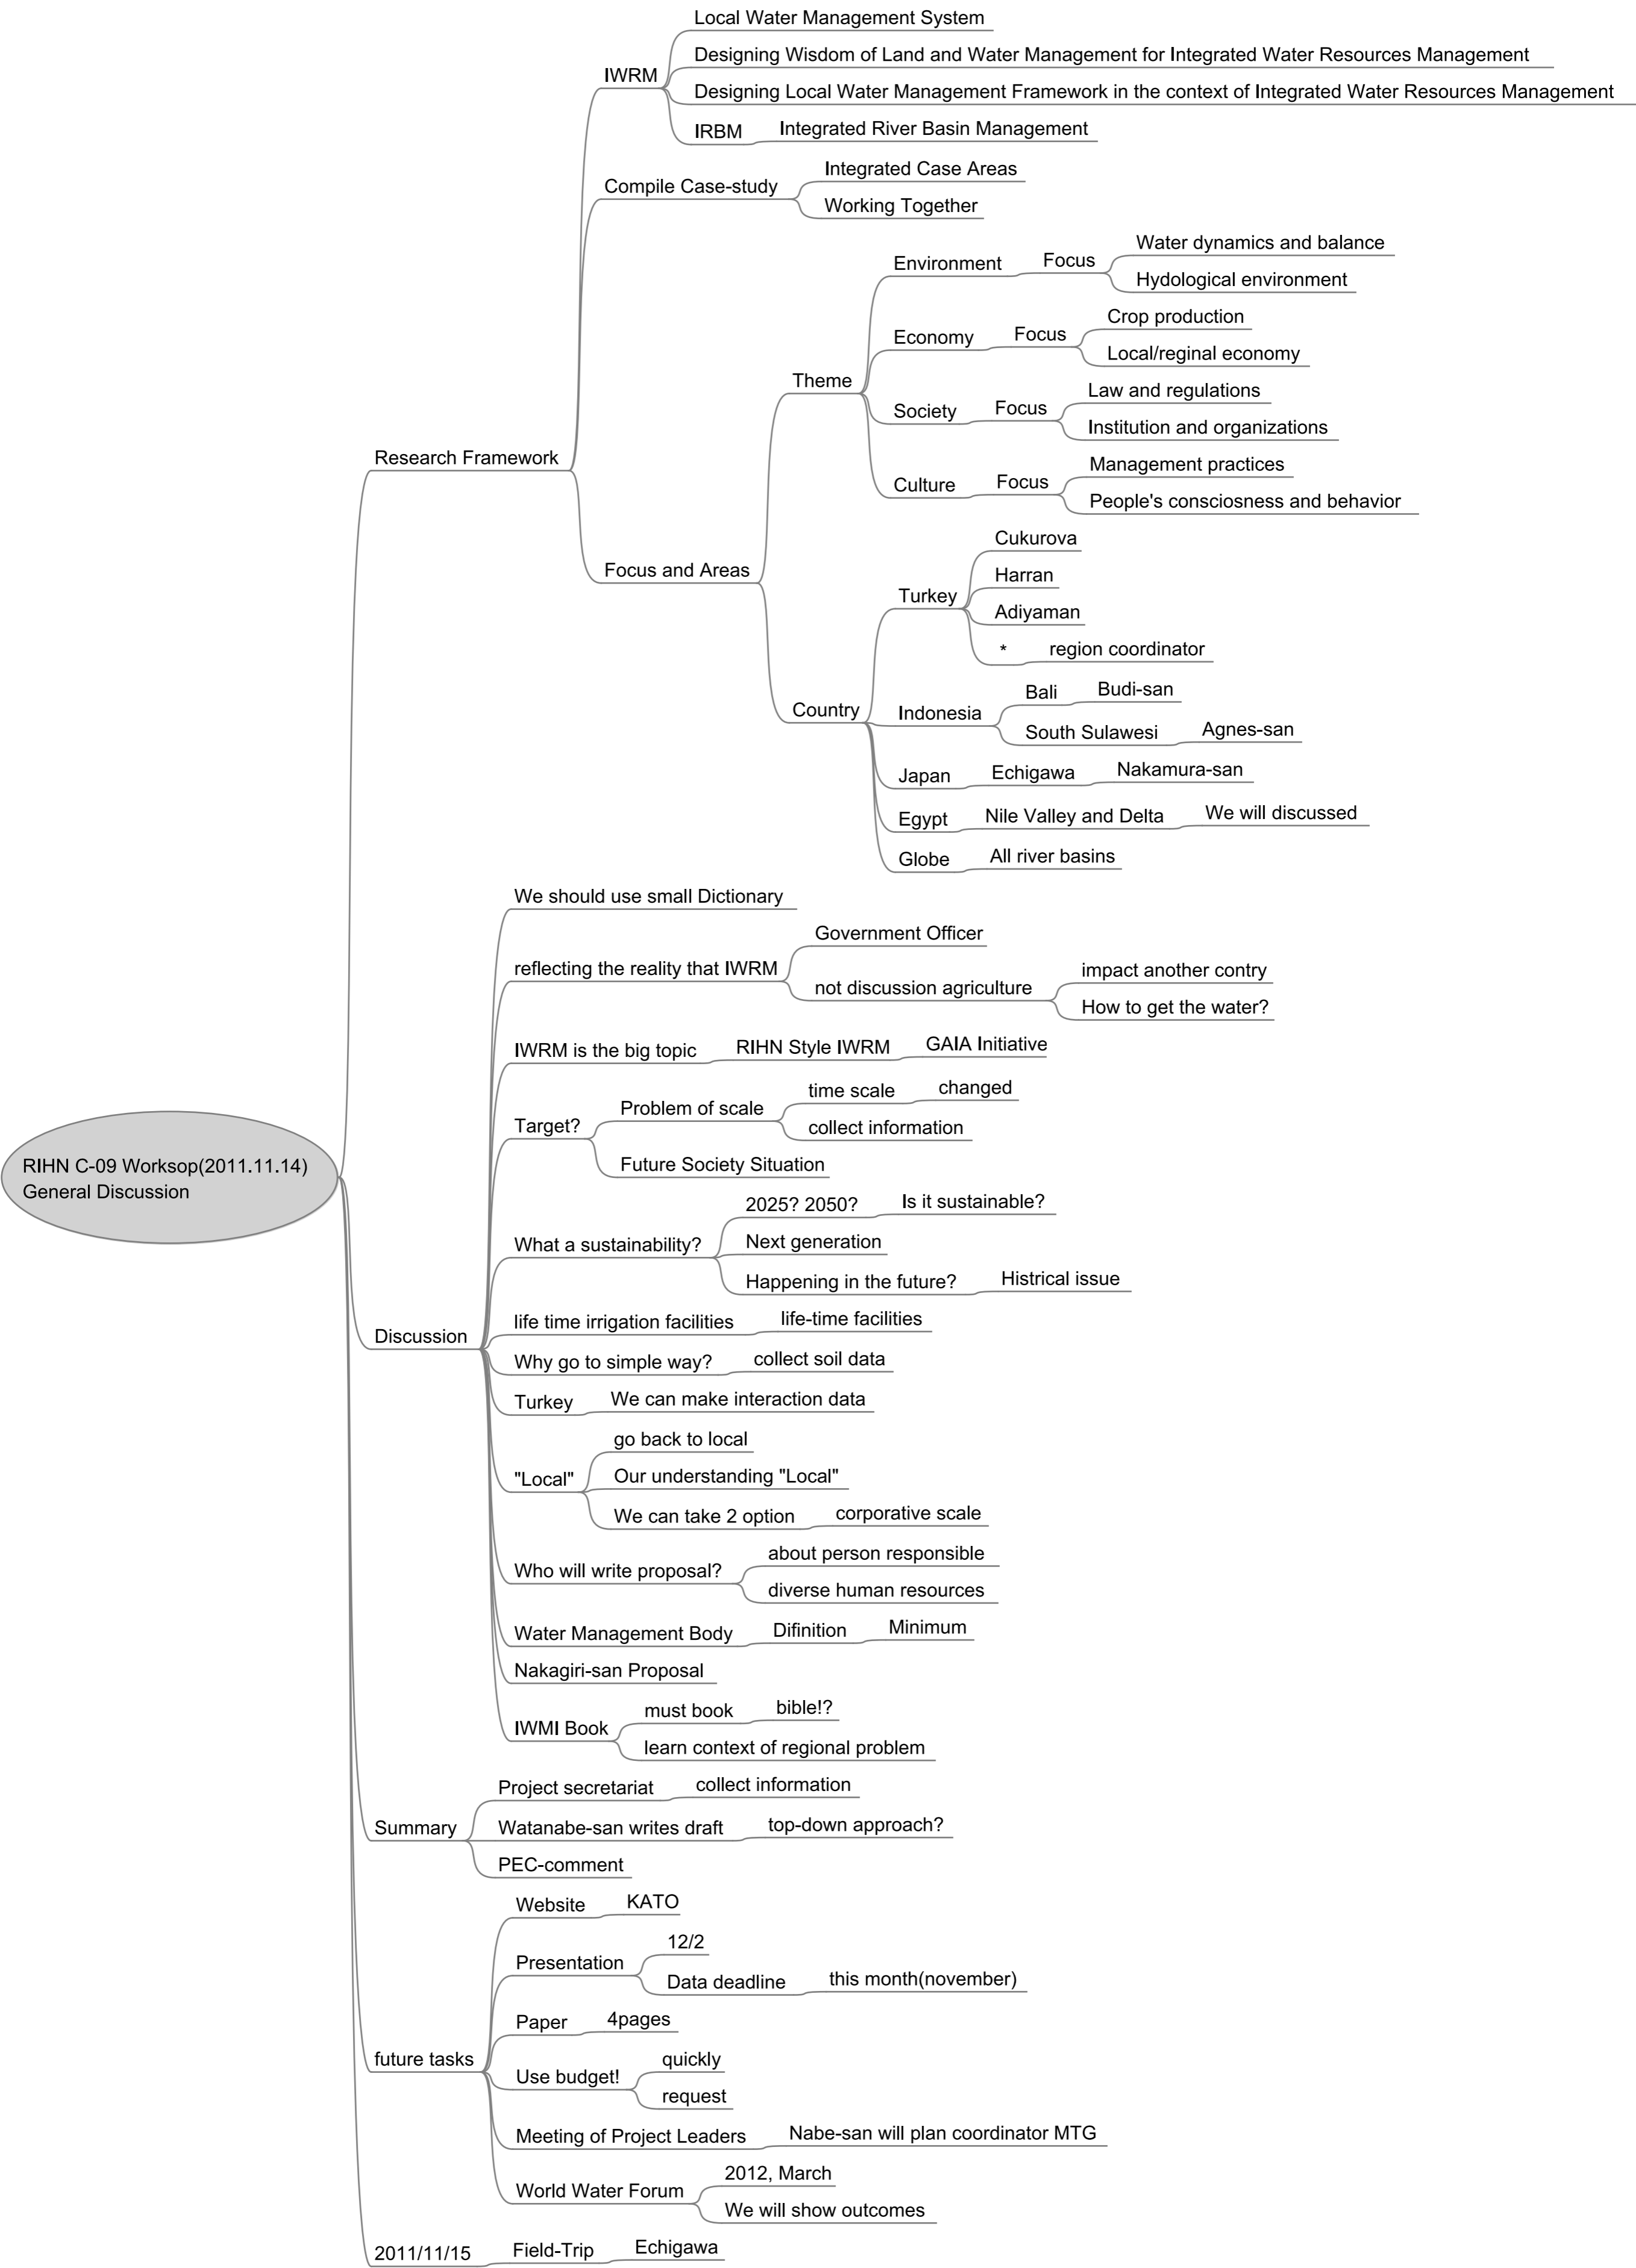 Local Water Management System
Designing Wisdom of Land and Water Management for Integrated Water Resources Management
IWRM
Designing Local Water Management Framework in the context of Integrated Water Resources Management
IRBM
Integrated River Basin Management
Integrated Case Areas
Compile Case-study
Working Together
Water dynamics and balance
Environment
Focus
Hydological environment
Crop production
Economy
Focus
Local/reginal economy
Theme
Law and regulations
Society
Focus
Institution and organizations
Research Framework
Management practices
Culture
Focus
People's consciosness and behavior
Cukurova
Focus and Areas
Harran
Turkey
Adiyaman
*
region coordinator
Country
Indonesia
Bali
Budi-san
South Sulawesi
Agnes-san
Japan
Echigawa
Nakamura-san
Egypt
Nile Valley and Delta
We will discussed
Globe
All river basins
We should use small Dictionary
Government Officer
reflecting the reality that IWRM
not discussion agriculture
impact another contry
How to get the water?
IWRM is the big topic
RIHN Style IWRM
GAIA Initiative
Target?
Problem of scale
time scale
changed
collect information
Future Society Situation
RIHN C-09 Worksop(2011.11.14)
General Discussion
2025? 2050?
Is it sustainable?
What a sustainability?
Next generation
Happening in the future?
Histrical issue
Discussion
life time irrigation facilities
life-time facilities
Why go to simple way?
collect soil data
Turkey
We can make interaction data
go back to local
"Local"
Our understanding "Local"
We can take 2 option
corporative scale
Who will write proposal?
about person responsible
diverse human resources
Water Management Body
Difinition
Minimum
Nakagiri-san Proposal
IWMI Book
must book
bible!?
learn context of regional problem
Project secretariat
collect information
Summary
Watanabe-san writes draft
top-down approach?
PEC-comment
Website
KATO
Presentation
12/2
Data deadline
this month(november)
Paper
4pages
future tasks
Use budget!
quickly
request
Meeting of Project Leaders
Nabe-san will plan coordinator MTG
World Water Forum
2012, March
We will show outcomes
2011/11/15
Field-Trip
Echigawa